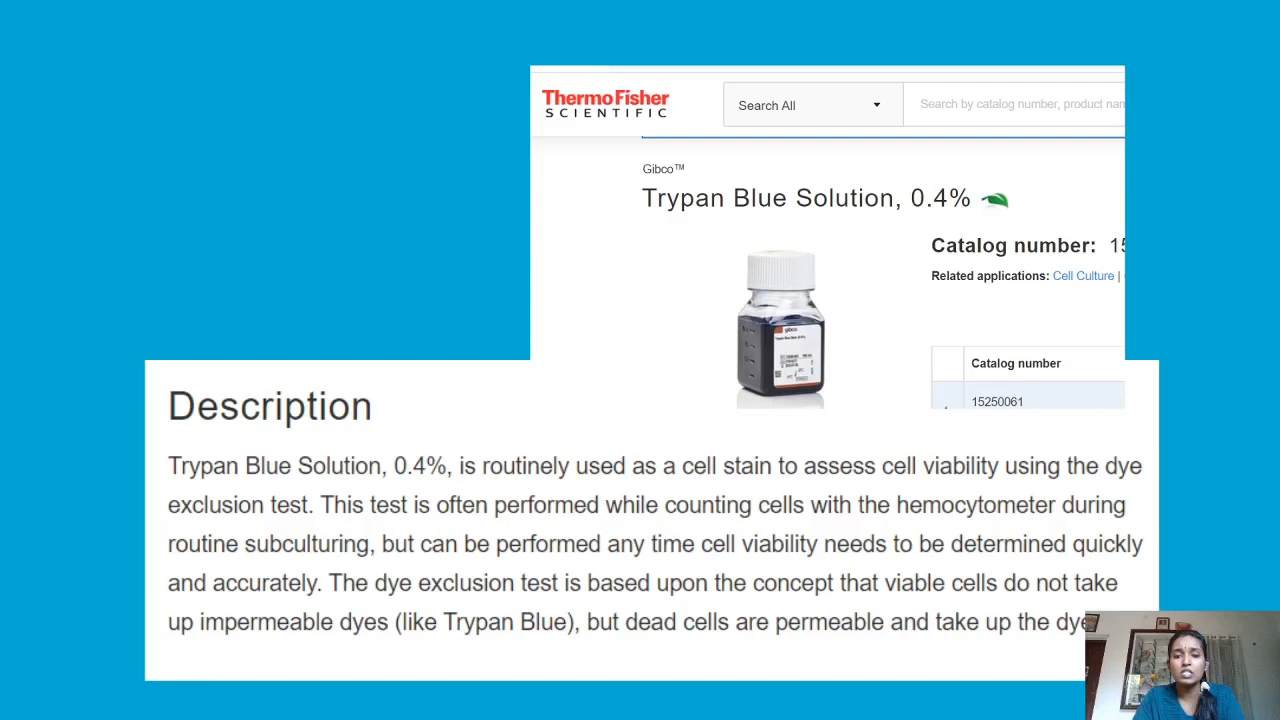 ThermoFisher
SCIENTIFIC
Search All
Search by catalog number, product nam
Gibco™
Trypan Blue Solution, 0.4%
Catalog number: 15
Related applications: Cell Culture |
gibco
Catalog number
15250061
Description
Trypan Blue Solution, 0.4%, is routinely used as a cell stain to assess cell viability using the dye
exclusion test. This test is often performed while counting cells with the hemocytometer during
routine subculturing, but can be performed any time cell viability needs to be determined quickly
and accurately. The dye exclusion test is based upon the concept that viable cells do not take
up impermeable dyes (like Trypan Blue), but dead cells are permeable and take up the dye